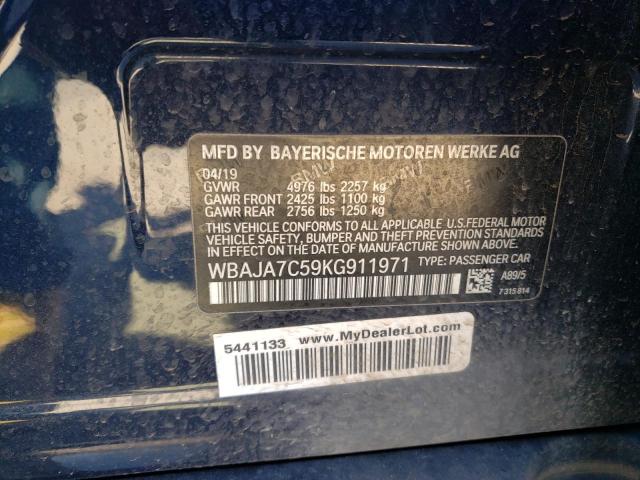 MFD BY BAYERISCHE MOTOREN WERKE AG
04/19
GVWR 4976 lbs 2257 kg
GAWR FRONT 2425 lbs 1100 kg
GAWR REAR 2756 lbs 1250 kg
THIS VEHICLE CONFORMS TO ALL APPLICABLE U.S. FEDERAL MOTOR
VEHICLE SAFETY, BUMPER AND THEFT PREVENTION STANDARDS
IN EFFECT ON THE DATE OF MANUFACTURE SHOWN ABOVE.
WBAJA7C59KG911971 TYPE: PASSENGER CAR
A89/5
7315814
5441133 www.MyDealerLot.com